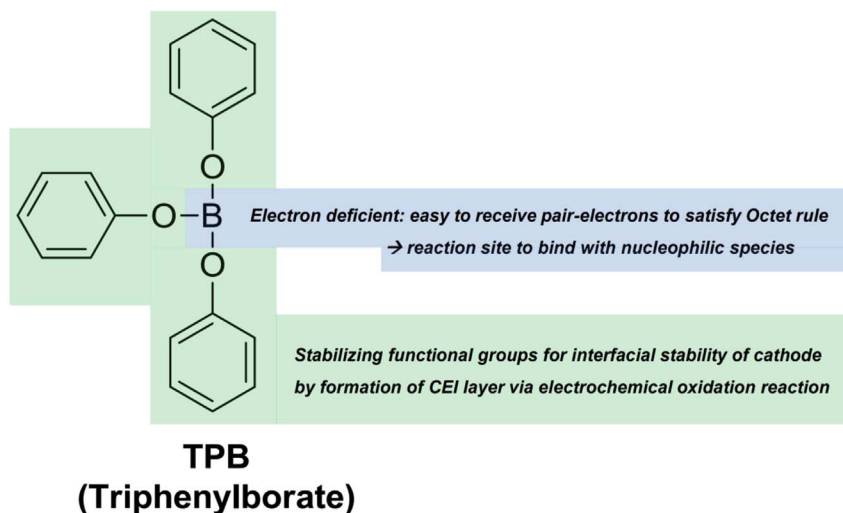 O
O
B
Electron deficient: easy to receive pair-electrons to satisfy Octet rule
→ reaction site to bind with nucleophilic species
O
Stabilizing functional groups for interfacial stability of cathode
by formation of CEI layer via electrochemical oxidation reaction
TPB
(Triphenylborate)